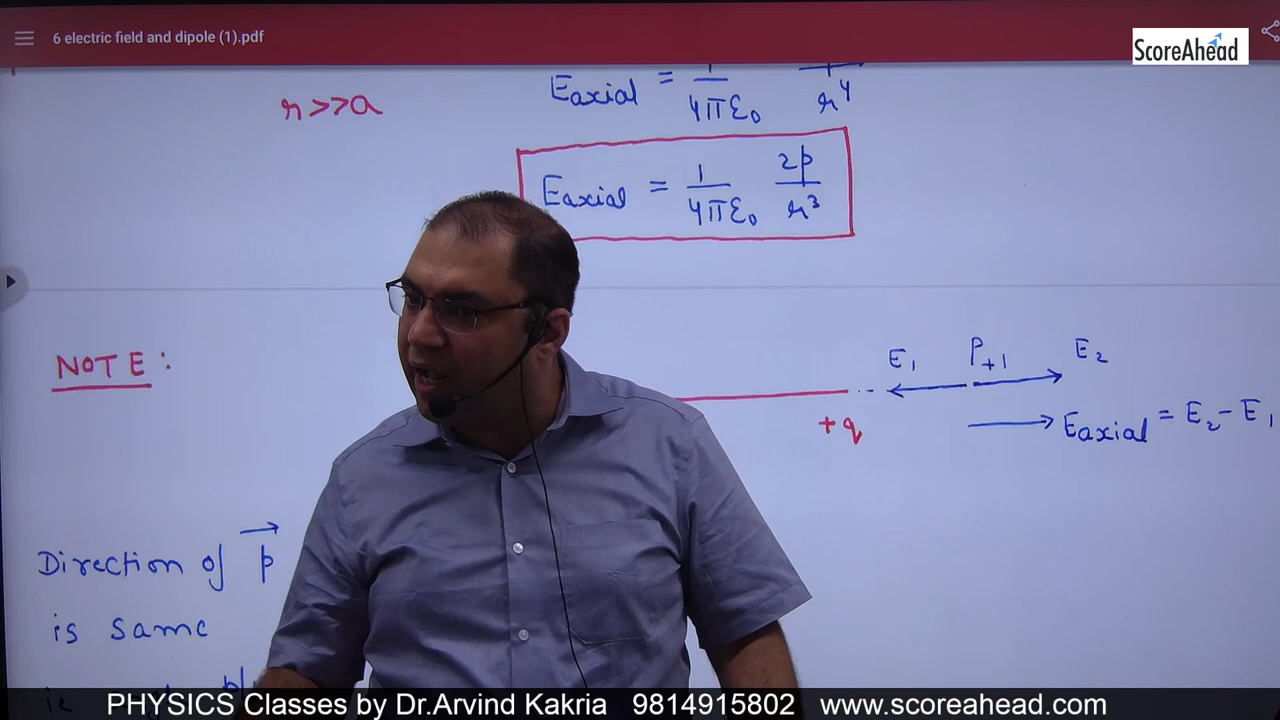 6 electric field and dipole (1).pdf
ScoreAhead
r>>a
Eaxial = 1/4πε₀ r⁴
Eaxial = 1/4πε₀ 2p/r³
NOTE:
E₁ P₊₁ E₂
+q
Eaxial = E₂ - E₁
Direction of p⃗
is same
PHYSICS Classes by Dr.Arvind Kakria 9814915802 www.scoreahead.com